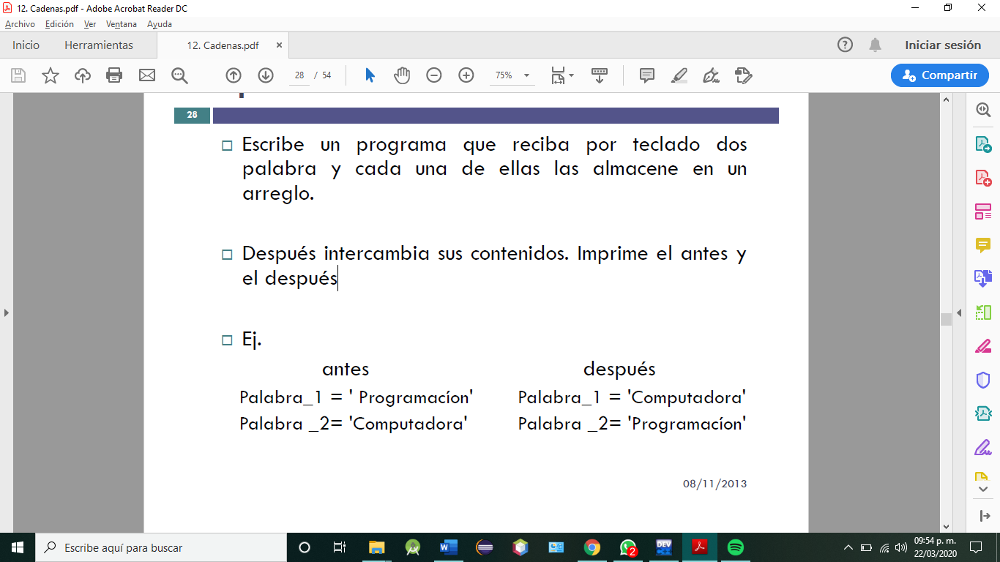 12. Cadenas.pdf - Adobe Acrobat Reader DC
Archivo Edición Ver Ventana Ayuda
Inicio Herramientas 12. Cadenas.pdf × Iniciar sesión
28 / 54 75% Compartir
28
Escribe un programa que reciba por teclado dos
palabra y cada una de ellas las almacene en un
arreglo.
Después intercambia sus contenidos. Imprime el antes y
el después
Ej.
antes después
Palabra_1 = ' Programacíon' Palabra_1 = 'Computadora'
Palabra _2= 'Computadora' Palabra _2= 'Programacíon'
08/11/2013
Escribe aquí para buscar
DEV C++
2
09:54 p. m.
22/03/2020